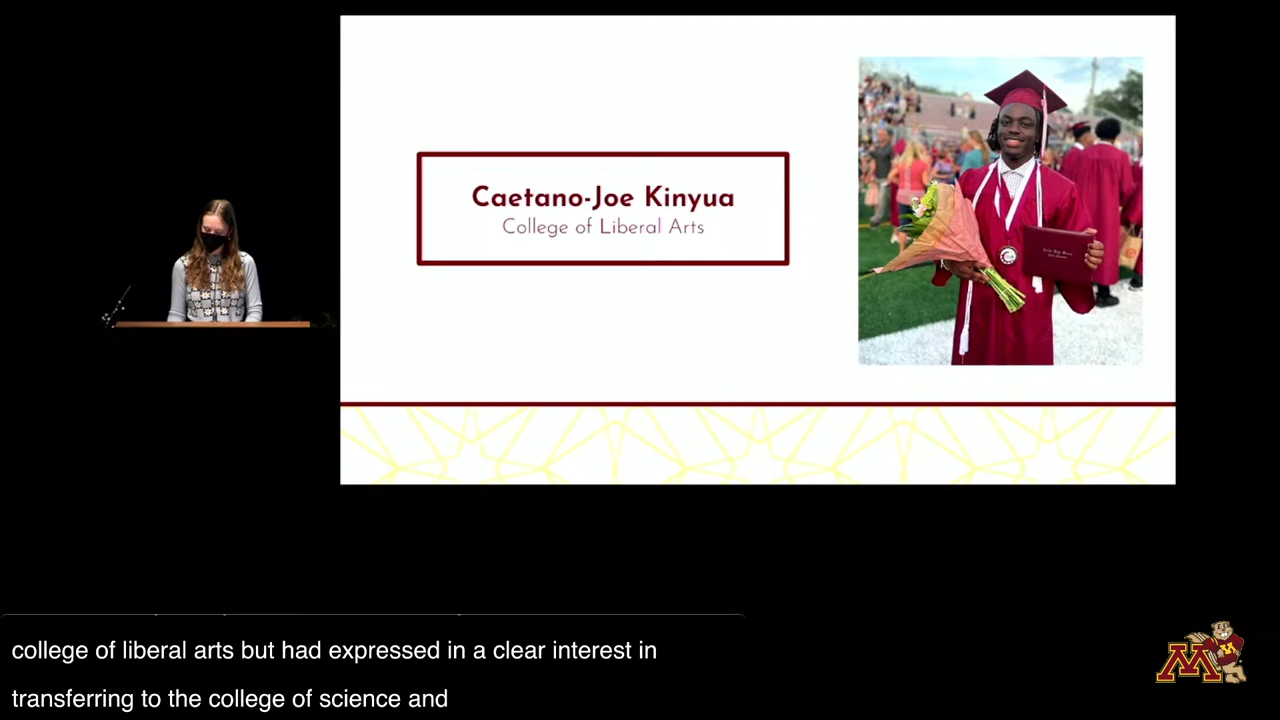 Caetano-Joe Kinyua
College of Liberal Arts
college of liberal arts but had expressed in a clear interest in
transferring to the college of science and
M